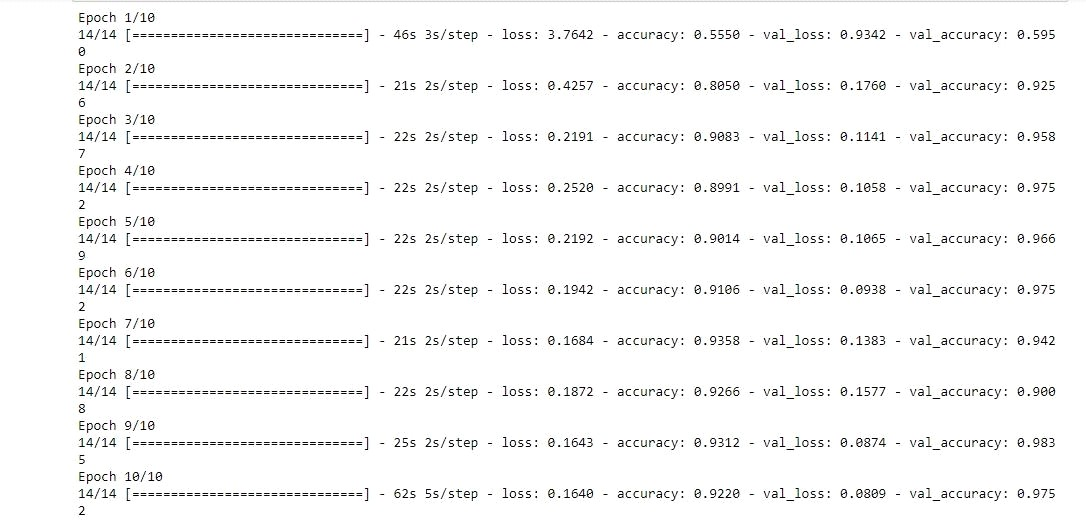 Epoch 1/10
14/14 [==============================] - 46s 3s/step - loss: 3.7642 - accuracy: 0.5550 - val_loss: 0.9342 - val_accuracy: 0.595
0
Epoch 2/10
14/14 [==============================] - 21s 2s/step - loss: 0.4257 - accuracy: 0.8050 - val_loss: 0.1760 - val_accuracy: 0.925
6
Epoch 3/10
14/14 [==============================] - 22s 2s/step - loss: 0.2191 - accuracy: 0.9083 - val_loss: 0.1141 - val_accuracy: 0.958
7
Epoch 4/10
14/14 [==============================] - 22s 2s/step - loss: 0.2520 - accuracy: 0.8991 - val_loss: 0.1058 - val_accuracy: 0.975
2
Epoch 5/10
14/14 [==============================] - 22s 2s/step - loss: 0.2192 - accuracy: 0.9014 - val_loss: 0.1065 - val_accuracy: 0.966
9
Epoch 6/10
14/14 [==============================] - 22s 2s/step - loss: 0.1942 - accuracy: 0.9106 - val_loss: 0.0938 - val_accuracy: 0.975
2
Epoch 7/10
14/14 [==============================] - 21s 2s/step - loss: 0.1684 - accuracy: 0.9358 - val_loss: 0.1383 - val_accuracy: 0.942
1
Epoch 8/10
14/14 [==============================] - 22s 2s/step - loss: 0.1872 - accuracy: 0.9266 - val_loss: 0.1577 - val_accuracy: 0.900
8
Epoch 9/10
14/14 [==============================] - 25s 2s/step - loss: 0.1643 - accuracy: 0.9312 - val_loss: 0.0874 - val_accuracy: 0.983
5
Epoch 10/10
14/14 [==============================] - 62s 5s/step - loss: 0.1640 - accuracy: 0.9220 - val_loss: 0.0809 - val_accuracy: 0.975
2